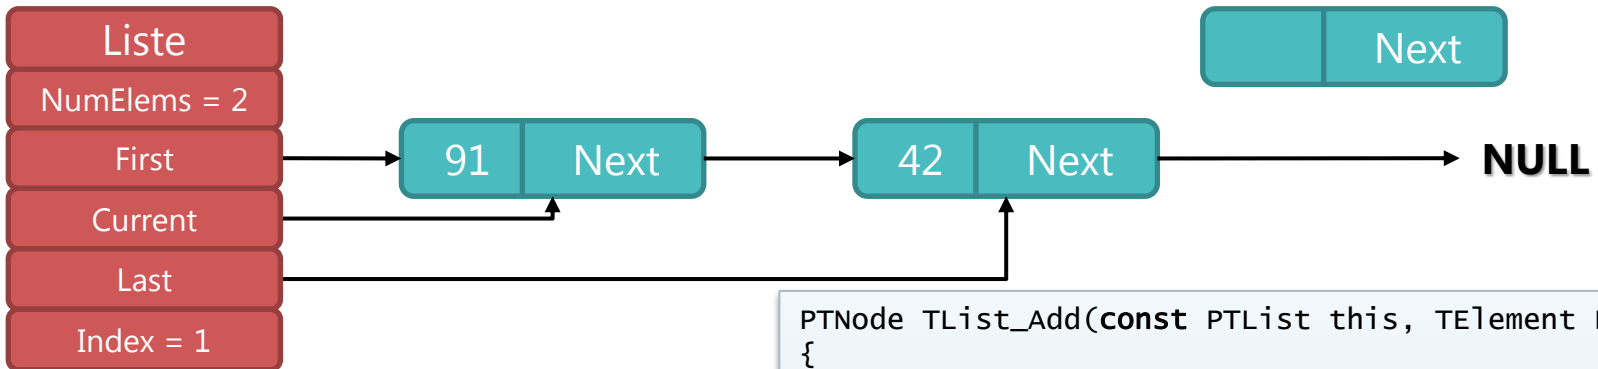 Liste
NumElems = 2
First
Current
Last
Index = 1
91 Next
42 Next
Next
NULL
PTNode TList_Add(const PTList this, TElement
{